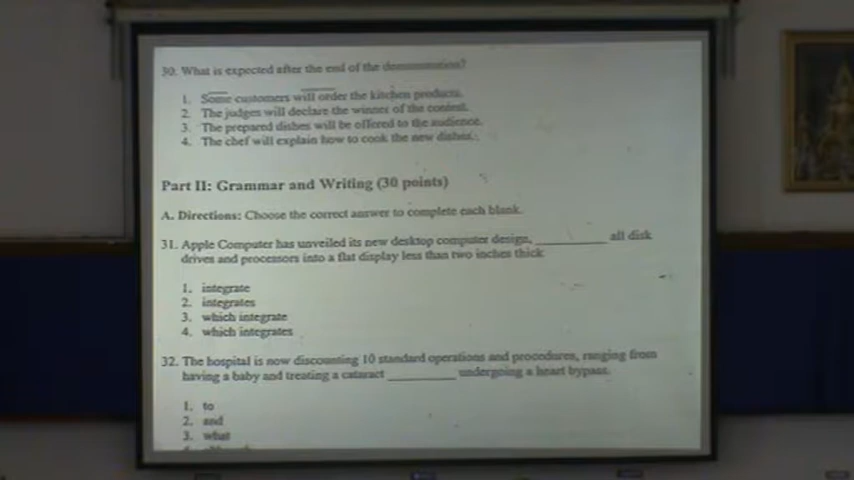 30. What is expected after the end of the demonstration?
1. Some customers will order the kitchen products.
2. The judges will declare the winner of the contest.
3. The prepared dishes will be offered to the audience.
4. The chef will explain how to cook the new dishes.
Part II: Grammar and Writing (30 points)
A. Directions: Choose the correct answer to complete each blank.
31. Apple Computer has unveiled its new desktop computer design, __________ all disk
drives and processors into a flat display less than two inches thick
1. integrate
2. integrates
3. which integrate
4. which integrates
32. The hospital is now discounting 10 standard operations and procedures, ranging from
having a baby and treating a cataract __________ undergoing a heart bypass.
1. to
2. and
3. what